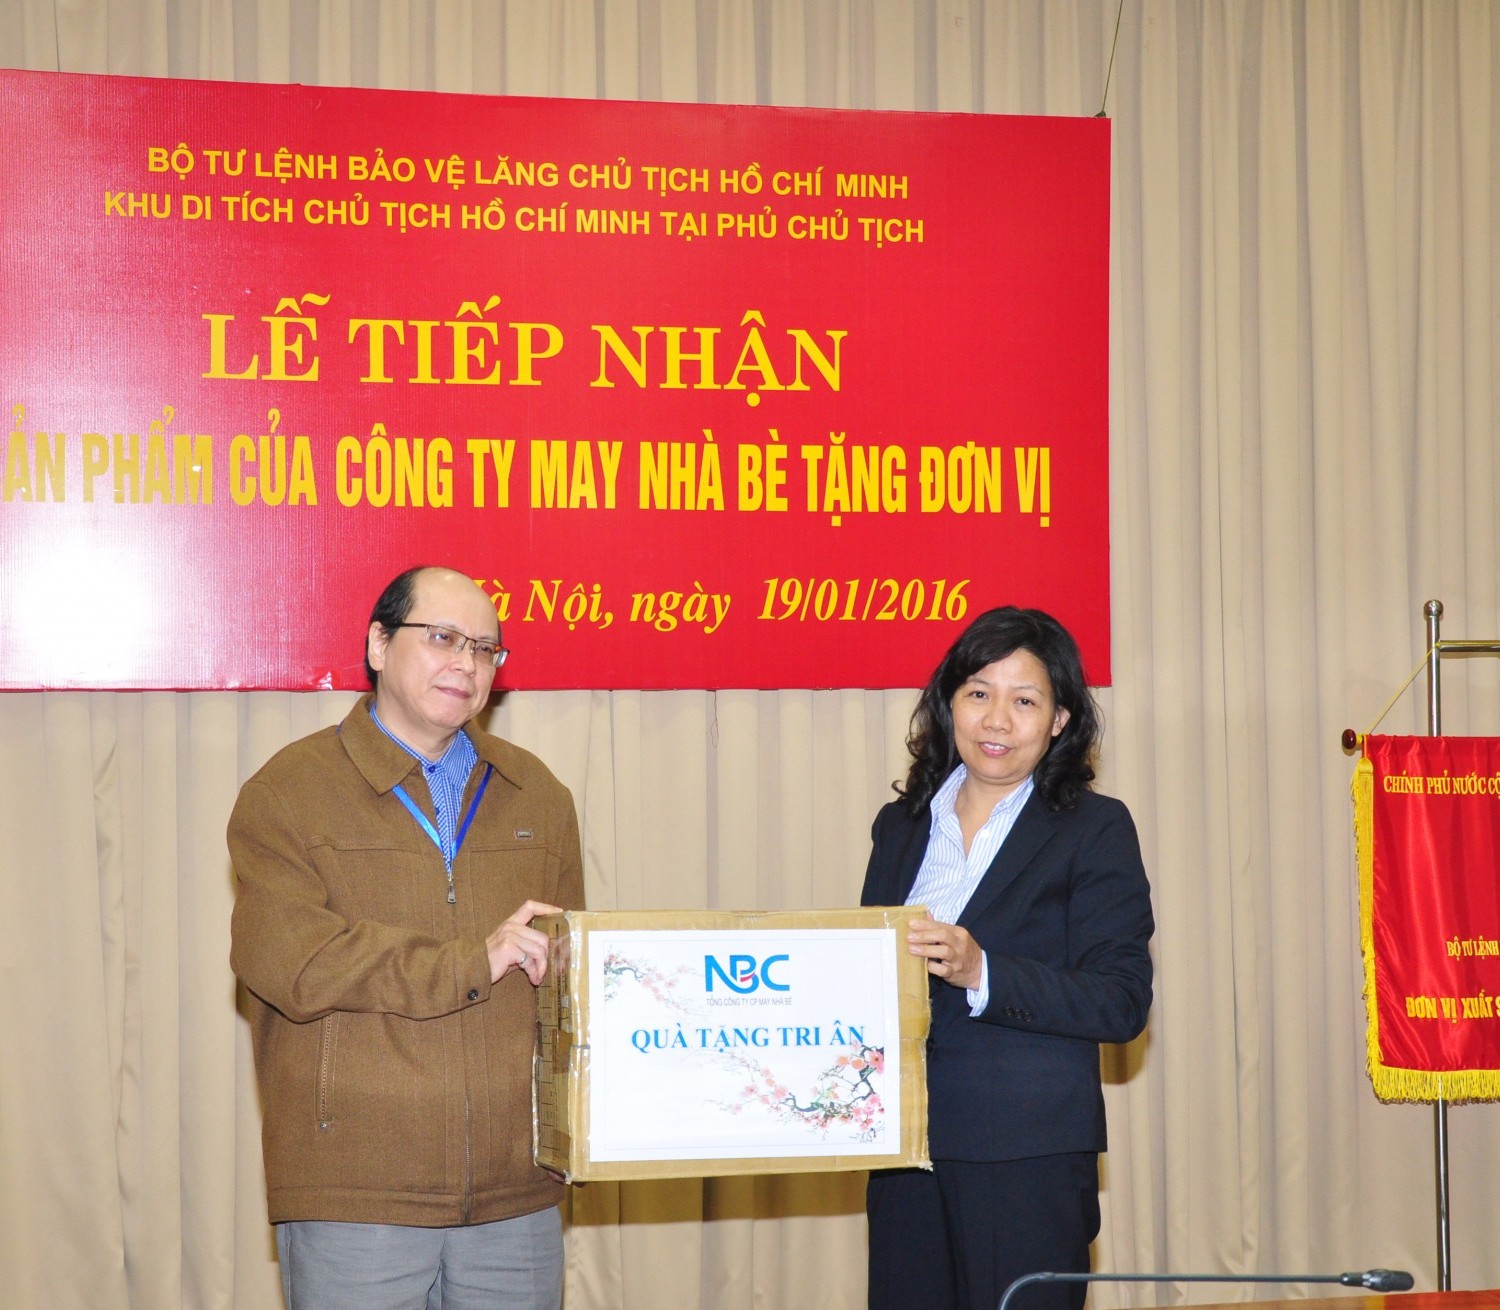 BỘ TƯ LỆNH BẢO VỆ LĂNG CHỦ TỊCH HỒ CHÍ MINH
KHU DI TÍCH CHỦ TỊCH HỒ CHÍ MINH TẠI PHỦ CHỦ TỊCH
LỄ TIẾP NHẬN
ẢN PHẨM CỦA CÔNG TY MAY NHÀ BÈ TẶNG ĐƠN VỊ
Hà Nội, ngày 19/01/2016
NBC
TỔNG CÔNG TY CP MAY NHÀ BÈ
QUÀ TẶNG TRI ÂN
CHÍNH PHỦ NƯỚC CỘ
BỘ TƯ LỆNH
ĐƠN VỊ XUẤT S